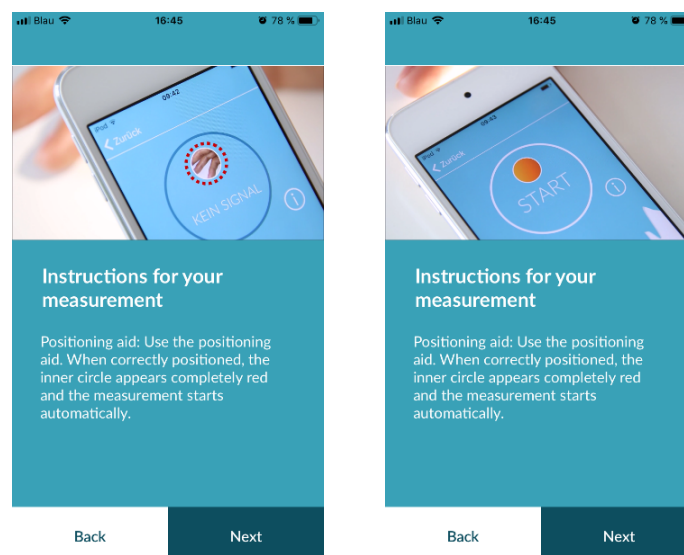 Blau 16:45 78 %
iPod 09:42
Zurück
KEIN SIGNAL
i
Instructions for your
measurement
Positioning aid: Use the positioning
aid. When correctly positioned, the
inner circle appears completely red
and the measurement starts
automatically.
Back Next
Blau 16:45 78 %
iPod 09:42
Zurück
START
i
Instructions for your
measurement
Positioning aid: Use the positioning
aid. When correctly positioned, the
inner circle appears completely red
and the measurement starts
automatically.
Back Next